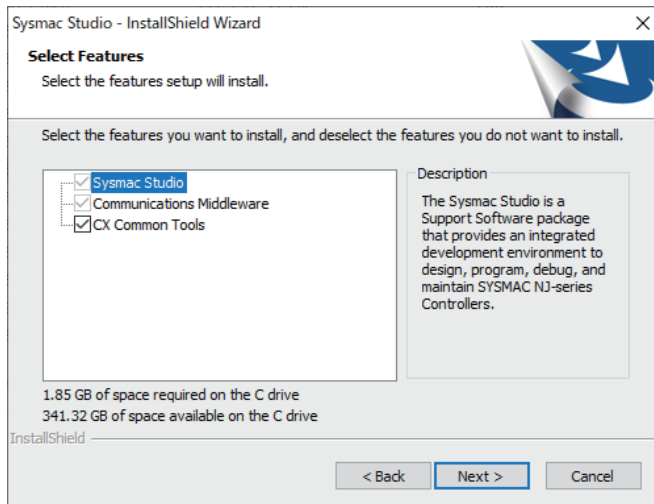 Sysmac Studio - InstallShield Wizard
Select Features
Select the features setup will install.
Select the features you want to install, and deselect the features you do not want to install.
Sysmac Studio
Communications Middleware
CX Common Tools
Description
The Sysmac Studio is a
Support Software package
that provides an integrated
development environment to
design, program, debug, and
maintain SYSMAC NJ-series
Controllers.
1.85 GB of space required on the C drive
341.32 GB of space available on the C drive
InstallShield
< Back
Next >
Cancel